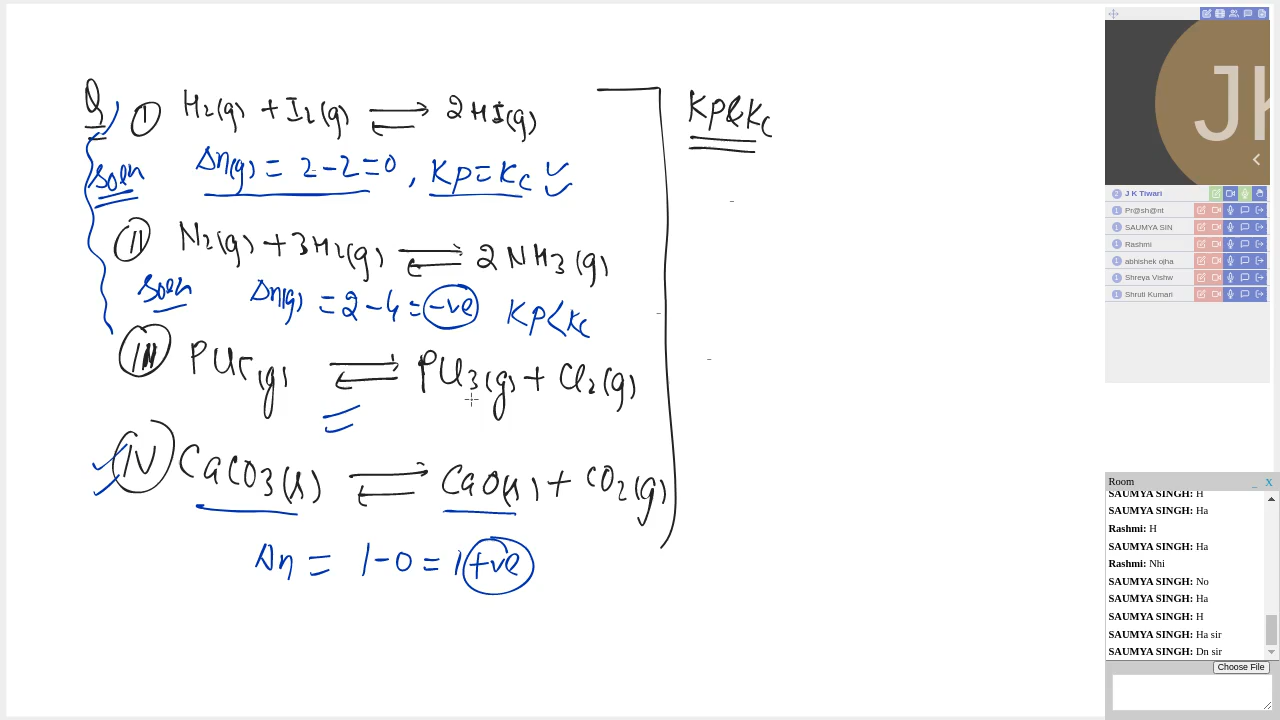 Q ① H2(g) + I2(g) ⇌ 2HI(g)
Kp & Kc
Soln Δn(g) = 2-2=0, Kp=Kc
II N2(g) + 3H2(g) ⇌ 2NH3(g)
Soln Δn(g) = 2-4 = -ve Kp<Kc
III PCl5(g) ⇌ PCl3(g) + Cl2(g)
IV CaCO3(s) ⇌ CaO(s) + CO2(g)
Δn = 1-0 = 1 +ve
JK
J K Tiwari
Pr@sh@nt
SAUMYA SIN
Rashmi
abhishek ojha
Shreya Vishw
Shruti Kumari
Room _ X
SAUMYA SINGH: H
SAUMYA SINGH: Ha
Rashmi: H
SAUMYA SINGH: Ha
Rashmi: Nhi
SAUMYA SINGH: No
SAUMYA SINGH: Ha
SAUMYA SINGH: H
SAUMYA SINGH: Ha sir
SAUMYA SINGH: Dn sir
Choose File